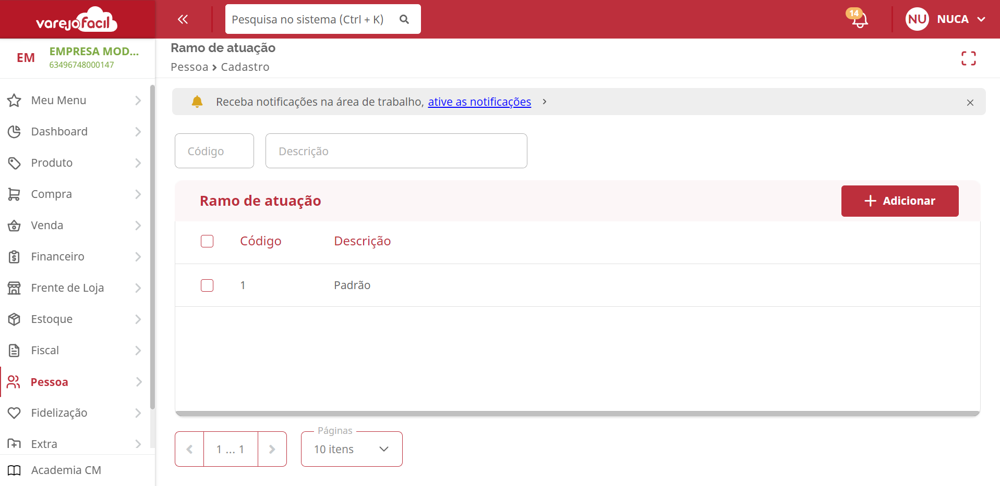 varejofacil
Pesquisa no sistema (Ctrl + K)
14
NU
NUCA
EM
EMPRESA MOD...
63496748000147
Ramo de atuação
Pessoa > Cadastro
Meu Menu
Dashboard
Produto
Compra
Venda
Financeiro
Frente de Loja
Estoque
Fiscal
Pessoa
Fidelização
Extra
Academia CM
Receba notificações na área de trabalho, ative as notificações >
Código
Descrição
Ramo de atuação
Adicionar
Código Descrição
1 Padrão
1 ... 1
Páginas
10 itens